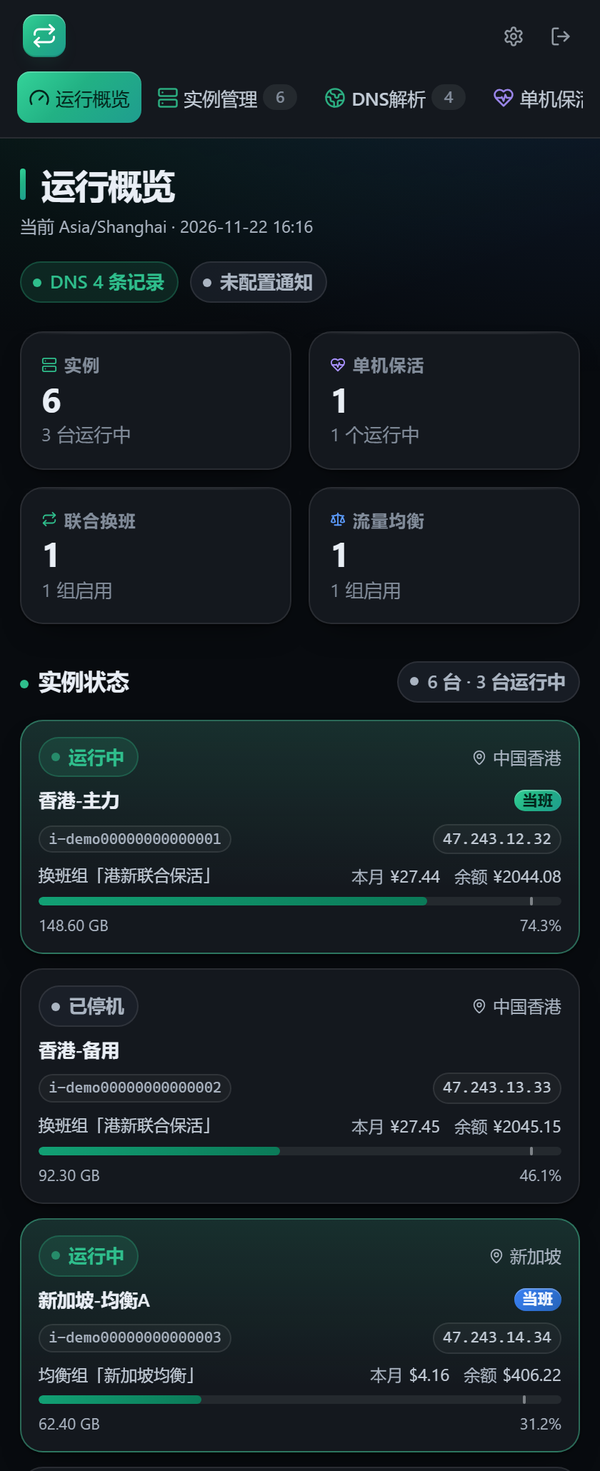 运行概览 实例管理 6 DNS解析 4 单机保活
运行概览
当前 Asia/Shanghai · 2026-11-22 16:16
DNS 4 条记录 未配置通知
实例 单机保活
6 1
3 台运行中 1 个运行中
联合换班 流量均衡
1 1
1 组启用 1 组启用
实例状态 6 台 · 3 台运行中
运行中 中国香港
香港-主力 当班
i-demo00000000000001 47.243.12.32
换班组「港新联合保活」 本月 ¥27.44 余额 ¥2044.08
148.60 GB 74.3%
已停机 中国香港
香港-备用
i-demo00000000000002 47.243.13.33
换班组「港新联合保活」 本月 ¥27.45 余额 ¥2045.15
92.30 GB 46.1%
运行中 新加坡
新加坡-均衡A 当班
i-demo00000000000003 47.243.14.34
均衡组「新加坡均衡」 本月 $4.16 余额 $406.22
62.40 GB 31.2%